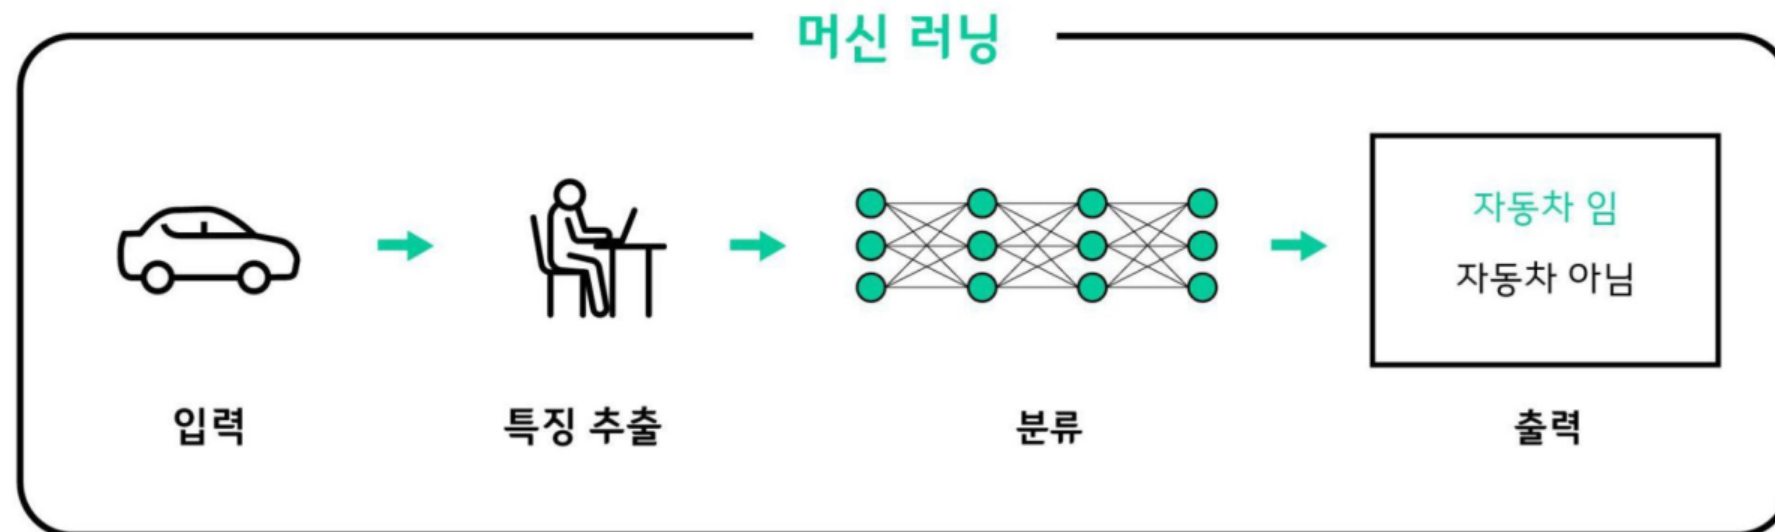 머신 러닝
자동차 임
자동차 아님
입력
특징 추출
분류
출력